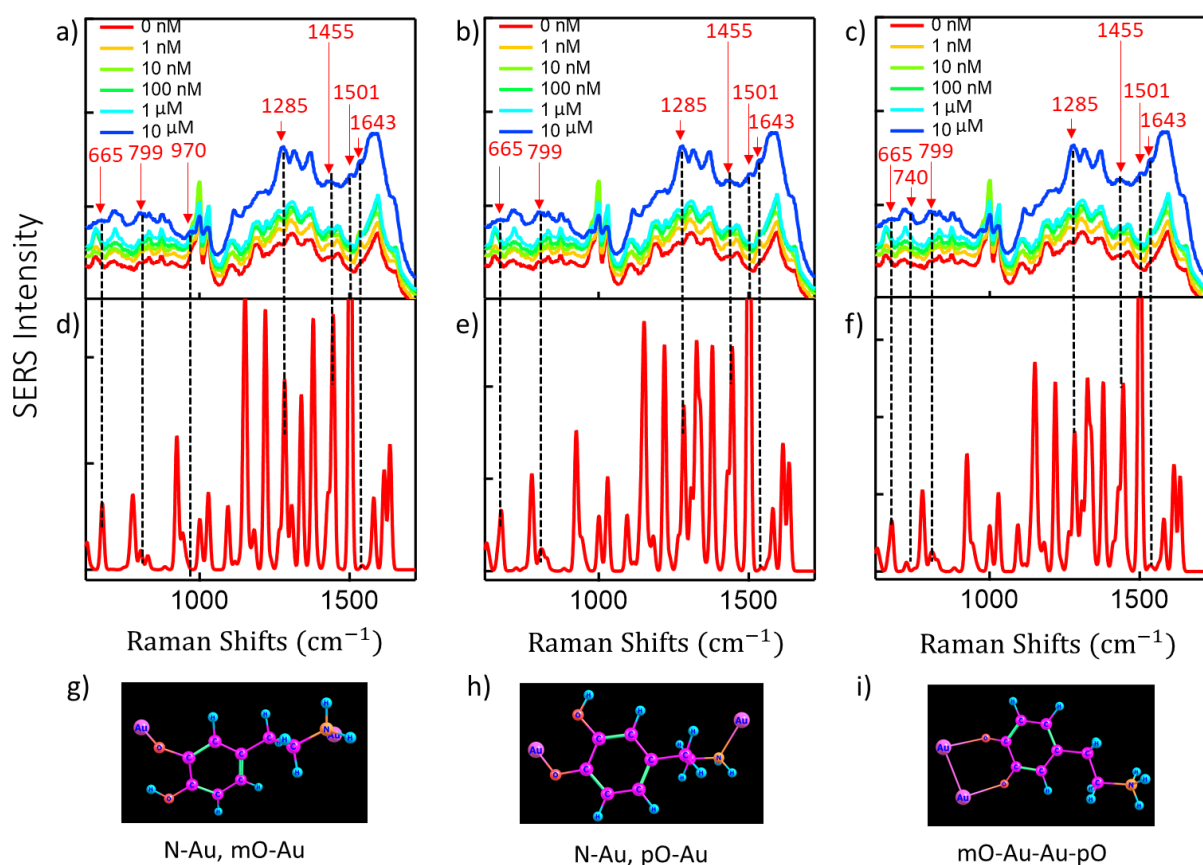 a)
0 nM
1 nM
10 nM
100 nM
1 μM
10 μM
1455
1501
1285
1643
665 799 970
b)
0 nM
1 nM
10 nM
100 nM
1 μM
10 μM
1455
1501
1285
1643
665 799
c)
0 nM
1 nM
10 nM
100 nM
1 μM
10 μM
1455
1501
1285
1643
665 799
740
SERS Intensity
d)
e)
f)
1000 1500
1000 1500
1000 1500
Raman Shifts (cm⁻¹)
Raman Shifts (cm⁻¹)
Raman Shifts (cm⁻¹)
g)
h)
i)
N-Au, mO-Au
N-Au, pO-Au
mO-Au-Au-pO